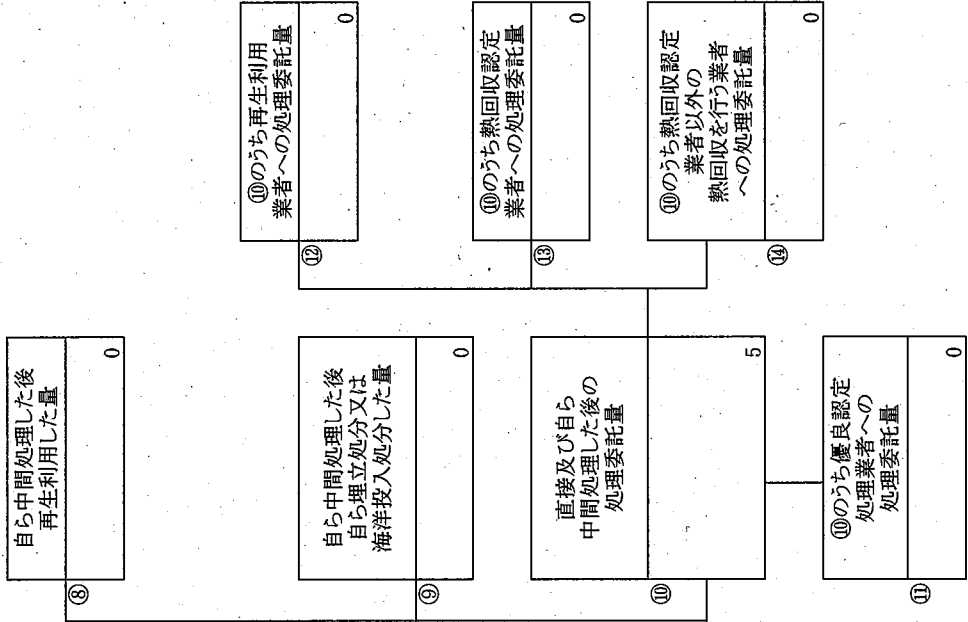 ⑧
自ら中間処理した後
再生利用した量
0
⑨
自ら中間処理した後
自ら埋立処分又は
海洋投入処分した量
0
⑩
直接及び自ら
中間処理した後の
処理委託量
5
⑪
⑩のうち優良認定
処理業者への
処理委託量
0
⑫
⑩のうち再生利用
業者への処理委託量
0
⑬
⑩のうち熱回収認定
業者への処理委託量
0
⑭
⑩のうち熱回収認定
業者以外の
熱回収を行う業者
への処理委託量
0